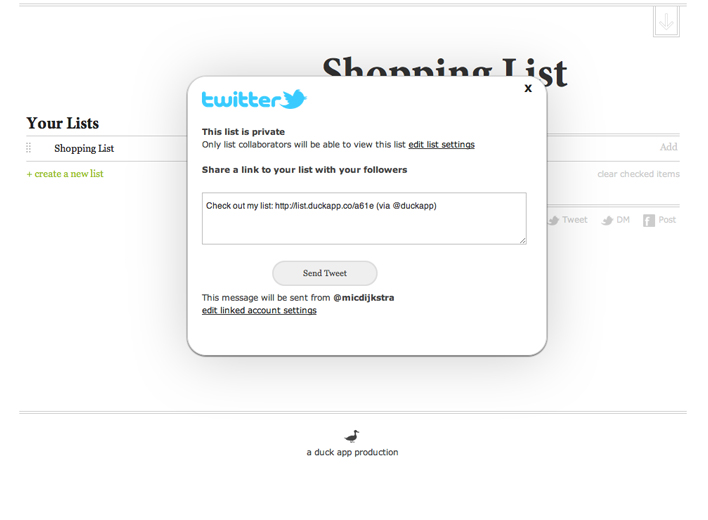 Shopping List
twitter
x
This list is private
Only list collaborators will be able to view this list edit list settings
Share a link to your list with your followers
Check out my list: http://list.duckapp.co/a61e (via @duckapp)
Send Tweet
This message will be sent from @micdijkstra
edit linked account settings
Your Lists
Shopping List
+ create a new list
Add
clear checked items
Tweet
DM
Post
a duck app production